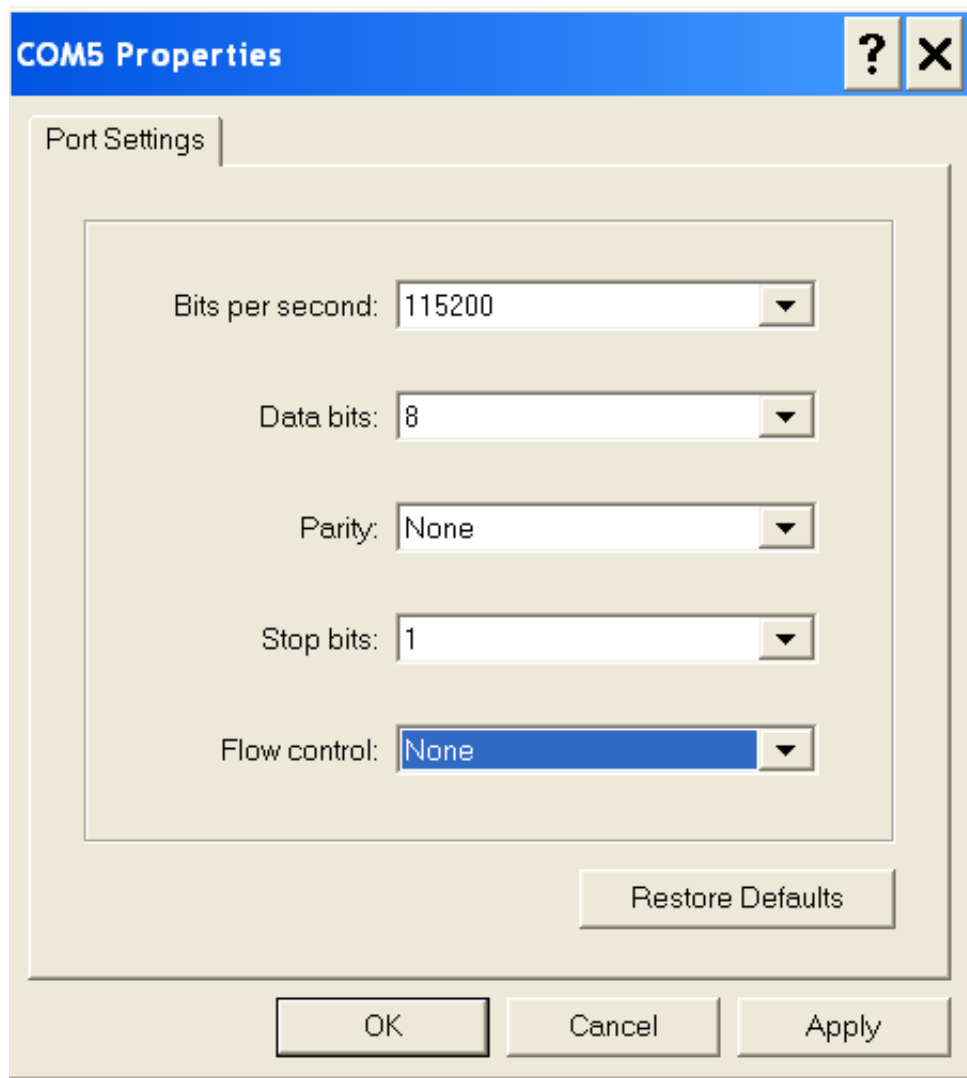 COM5 Properties
? X
Port Settings
Bits per second: 115200
Data bits: 8
Parity: None
Stop bits: 1
Flow control: None
Restore Defaults
OK Cancel Apply